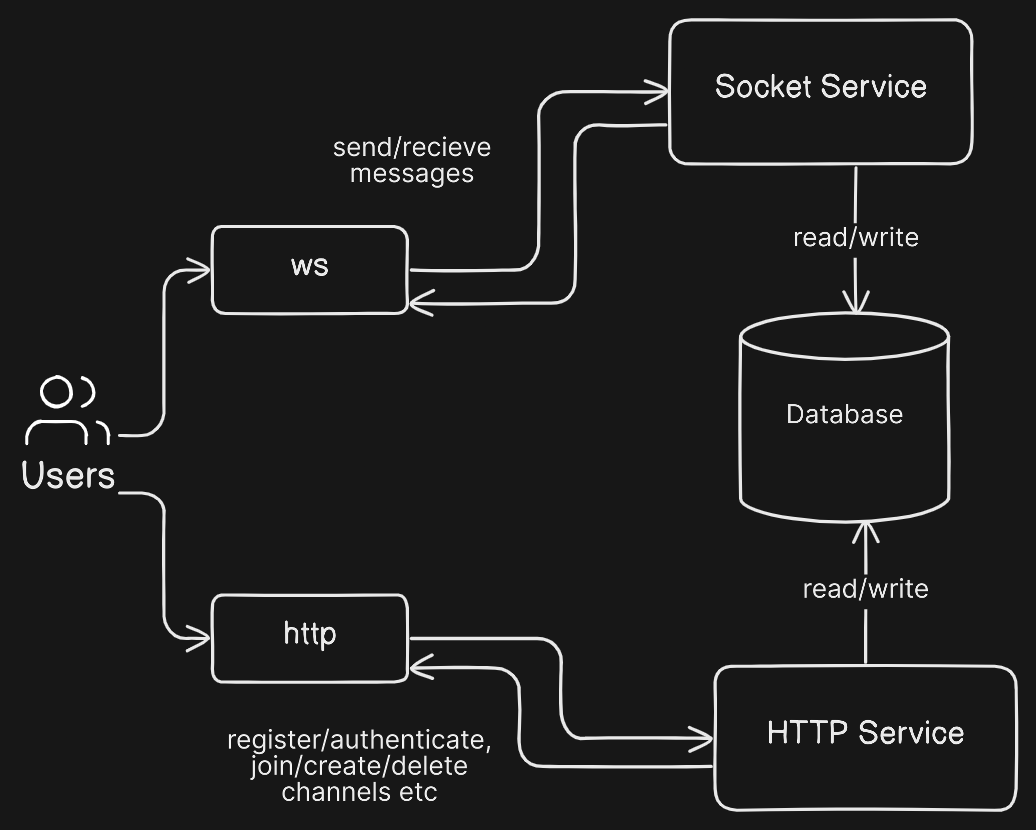 Socket Service
send/recieve
messages
read/write
ws
Database
Users
read/write
http
HTTP Service
register/authenticate,
join/create/delete
channels etc